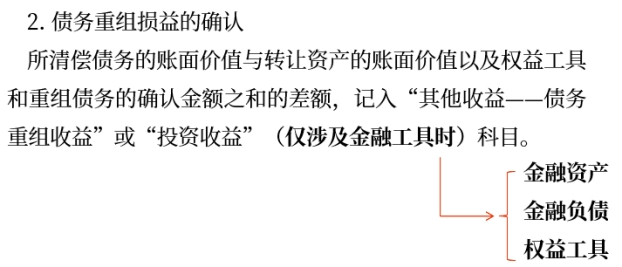 2. 债务重组损益的确认
所清偿债务的账面价值与转让资产的账面价值以及权益工具
和重组债务的确认金额之和的差额，记入“其他收益——债务
重组收益”或“投资收益”（仅涉及金融工具时）科目。
金融资产
金融负债
权益工具